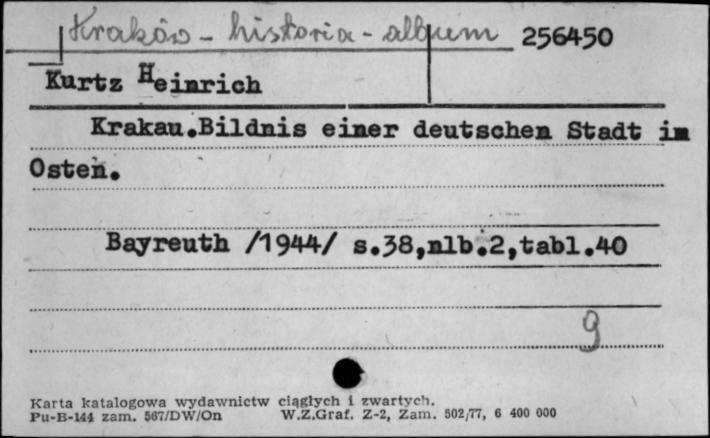 Kraków - historia - album 256450
Kurtz Heinrich
Krakau.Bildnis einer deutschen Stadt im
Osten.
Bayreuth /1944/ s.38,nlb.2,tabl.40
9
Karta katalogowa wydawnictw ciągłych i zwartych.
Pu-B-144 zam. 567/DW/On W.Z.Graf. Z-2, Zam. 502/77, 6 400 000